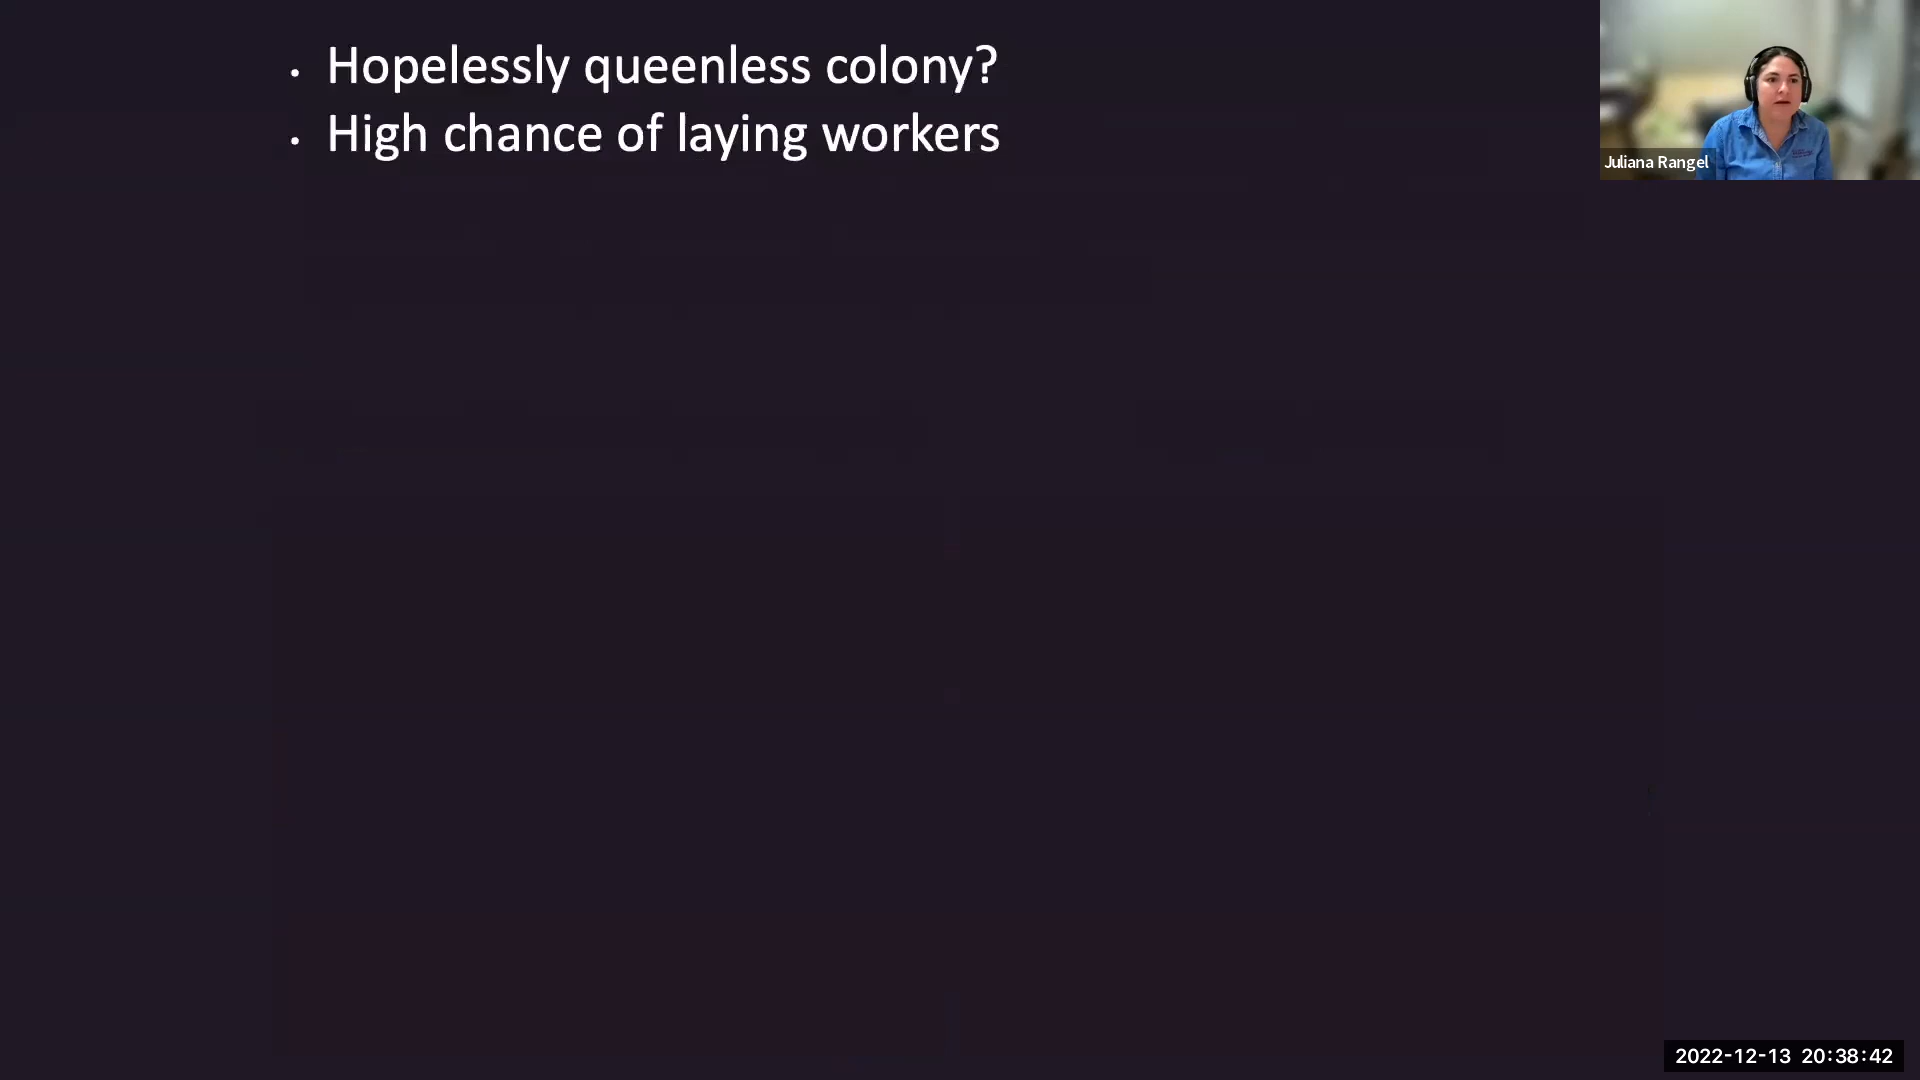 • Hopelessly queenless colony?
• High chance of laying workers
Juliana Rangel
2022-12-13 20:38:42